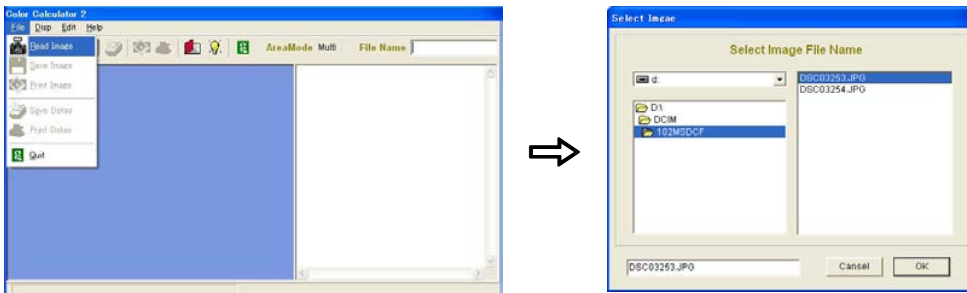 Color Calculator 2
File Disp Edit Help
Read Image
Save Image
Print Image
Save Datas
Print Datas
Quit
AreaMode Multi File Name
Select Imgae
Select Image File Name
d:
D:\
DCIM
102MSDCF
DSC03253.JPG
DSC03254.JPG
DSC03253.JPG
Cansel OK